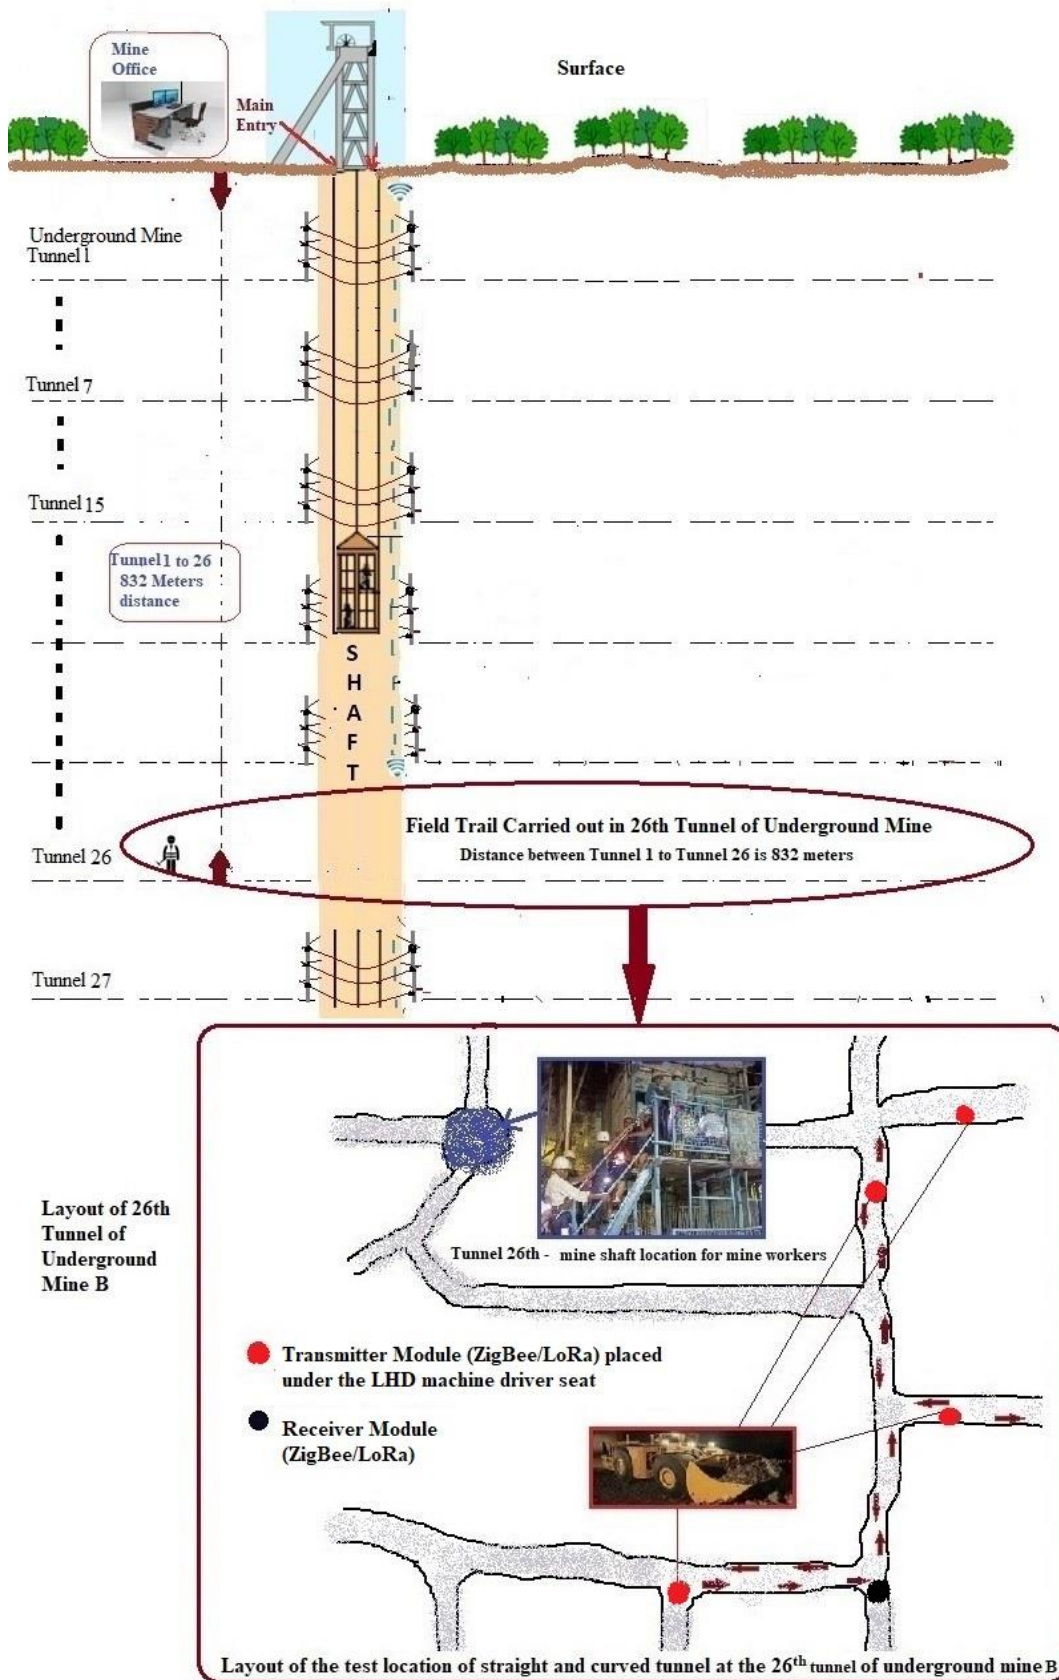 Mine
Office
Surface
Main
Entry
Underground Mine
Tunnel 1
Tunnel 7
Tunnel 15
Tunnel 1 to 26
832 Meters
distance
S
H
A
F
T
Field Trail Carried out in 26th Tunnel of Underground Mine
Distance between Tunnel 1 to Tunnel 26 is 832 meters
Tunnel 26
Tunnel 27
Layout of 26th
Tunnel of
Underground
Mine B
Tunnel 26th - mine shaft location for mine workers
Transmitter Module (ZigBee/LoRa) placed
under the LHD machine driver seat
Receiver Module
(ZigBee/LoRa)
Layout of the test location of straight and curved tunnel at the 26th tunnel of underground mine B